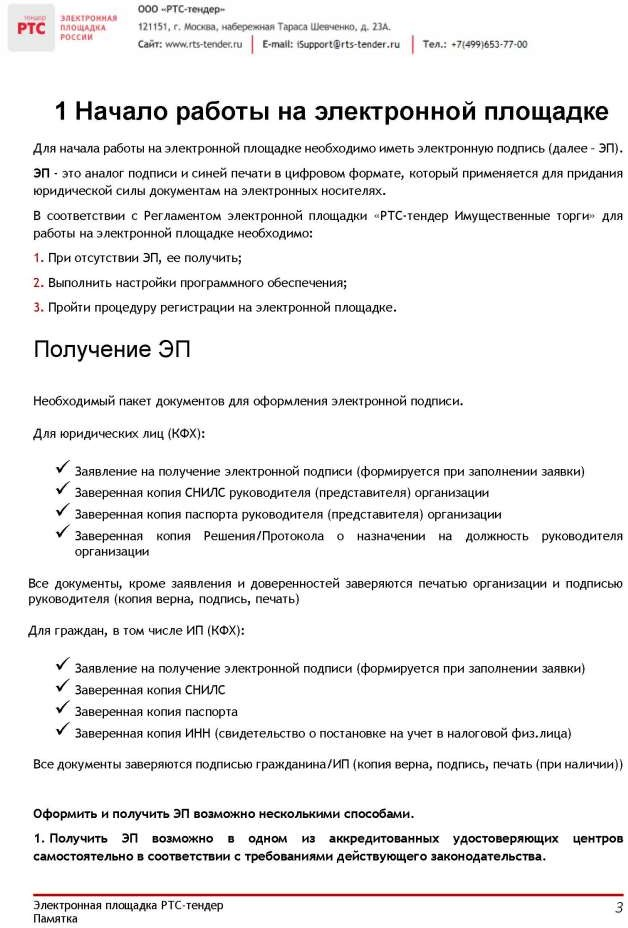 тендер
РТС
ЭЛЕКТРОННАЯ
ПЛОЩАДКА
РОССИИ
ООО «РТС-тендер»
121151, г. Москва, набережная Тараса Шевченко, д. 23А.
Сайт: www.rts-tender.ru | E-mail: iSupport@rts-tender.ru | Тел.: +7(499)653-77-00
1 Начало работы на электронной площадке
Для начала работы на электронной площадке необходимо иметь электронную подпись (далее – ЭП).
ЭП - это аналог подписи и синей печати в цифровом формате, который применяется для придания
юридической силы документам на электронных носителях.
В соответствии с Регламентом электронной площадки «РТС-тендер Имущественные торги» для
работы на электронной площадке необходимо:
1. При отсутствии ЭП, ее получить;
2. Выполнить настройки программного обеспечения;
3. Пройти процедуру регистрации на электронной площадке.
Получение ЭП
Необходимый пакет документов для оформления электронной подписи.
Для юридических лиц (КФХ):
✓ Заявление на получение электронной подписи (формируется при заполнении заявки)
✓ Заверенная копия СНИЛС руководителя (представителя) организации
✓ Заверенная копия паспорта руководителя (представителя) организации
✓ Заверенная копия Решения/Протокола о назначении на должность руководителя
организации
Все документы, кроме заявления и доверенностей заверяются печатью организации и подписью
руководителя (копия верна, подпись, печать)
Для граждан, в том числе ИП (КФХ):
✓ Заявление на получение электронной подписи (формируется при заполнении заявки)
✓ Заверенная копия СНИЛС
✓ Заверенная копия паспорта
✓ Заверенная копия ИНН (свидетельство о постановке на учет в налоговой физ.лица)
Все документы заверяются подписью гражданина/ИП (копия верна, подпись, печать (при наличии))
Оформить и получить ЭП возможно несколькими способами.
1. Получить ЭП возможно в одном из аккредитованных удостоверяющих центров
самостоятельно в соответствии с требованиями действующего законодательства.
Электронная площадка РТС-тендер
Памятка
3